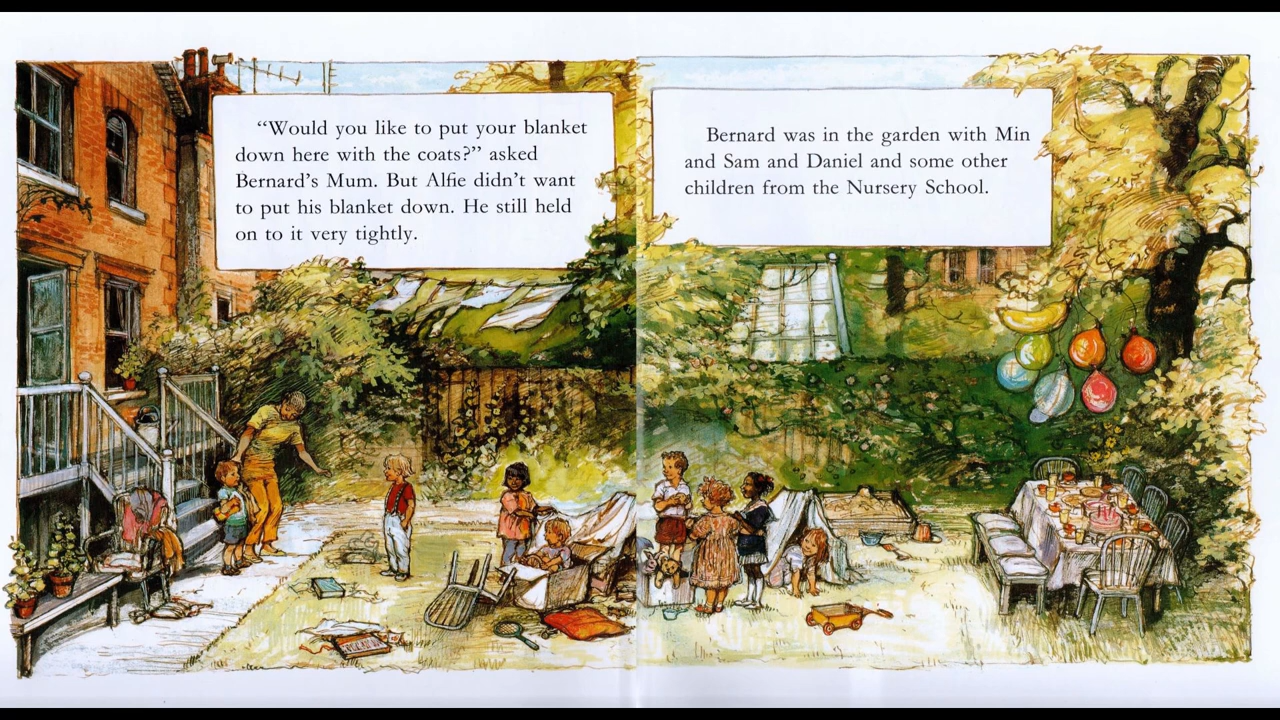 “Would you like to put your blanket
down here with the coats?” asked
Bernard’s Mum. But Alfie didn’t want
to put his blanket down. He still held
on to it very tightly.
Bernard was in the garden with Min
and Sam and Daniel and some other
children from the Nursery School.